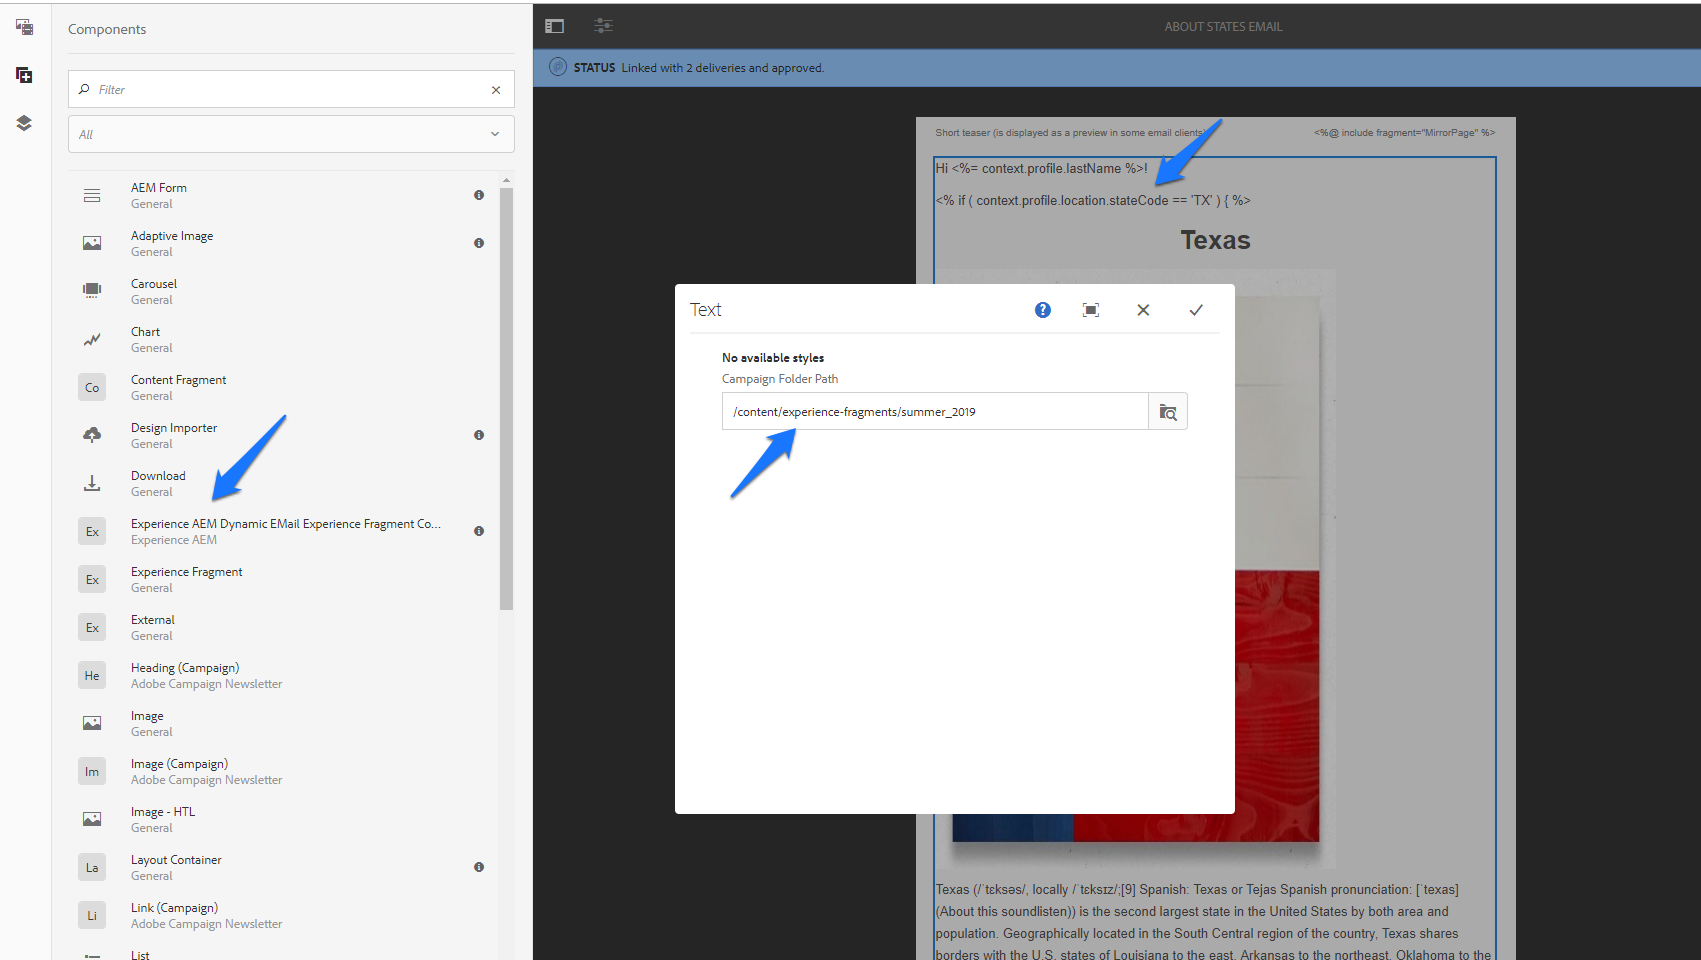 Components
Filter
All
AEM Form
General
Adaptive Image
General
Carousel
General
Chart
General
Co
Content Fragment
General
Design Importer
General
Download
General
Ex
Experience AEM Dynamic EMail Experience Fragment Co...
Experience AEM
Ex
Experience Fragment
General
Ex
External
General
He
Heading (Campaign)
Adobe Campaign Newsletter
Image
General
Im
Image (Campaign)
Adobe Campaign Newsletter
Image - HTL
General
La
Layout Container
General
Li
Link (Campaign)
Adobe Campaign Newsletter
List
ABOUT STATES EMAIL
STATUS Linked with 2 deliveries and approved.
Short teaser (is displayed as a preview in some email clients)
<%@ include fragment="MirrorPage" %>
Hi <%= context.profile.lastName %>!
<% if ( context.profile.location.stateCode == 'TX' ) { %>
Texas
Text
?
No available styles
Campaign Folder Path
/content/experience-fragments/summer_2019
Texas (/ˈtɛksəs/, locally /ˈtɛksɪz/;[9] Spanish: Texas or Tejas Spanish pronunciation: [ˈtexas]
(About this soundlisten)) is the second largest state in the United States by both area and
population. Geographically located in the South Central region of the country, Texas shares
borders with the U.S. states of Louisiana to the east, Arkansas to the northeast, Oklahoma to the